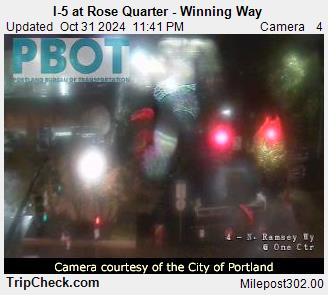 I-5 at Rose Quarter - Winning Way
Updated Oct 31 2024 11:41 PM Camera 4
PBOT
PORTLAND BUREAU OF TRANSPORTATION
4 - N. Ramsey Wy
@ One Ctr
Camera courtesy of the City of Portland
TripCheck.com Milepost302.00